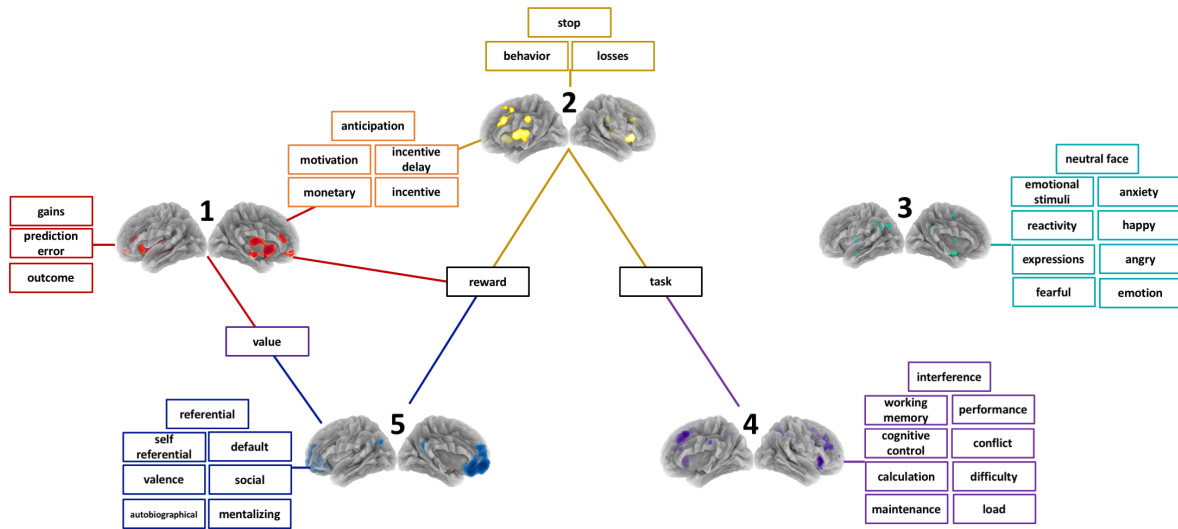 stop
behavior
losses
2
anticipation
motivation
incentive
delay
monetary
incentive
1
gains
prediction
error
outcome
3
neutral face
emotional
stimuli
anxiety
reactivity
happy
expressions
angry
fearful
emotion
reward
task
value
5
referential
self
referential
default
valence
social
autobiographical
mentalizing
4
interference
working
memory
performance
cognitive
control
conflict
calculation
difficulty
maintenance
load